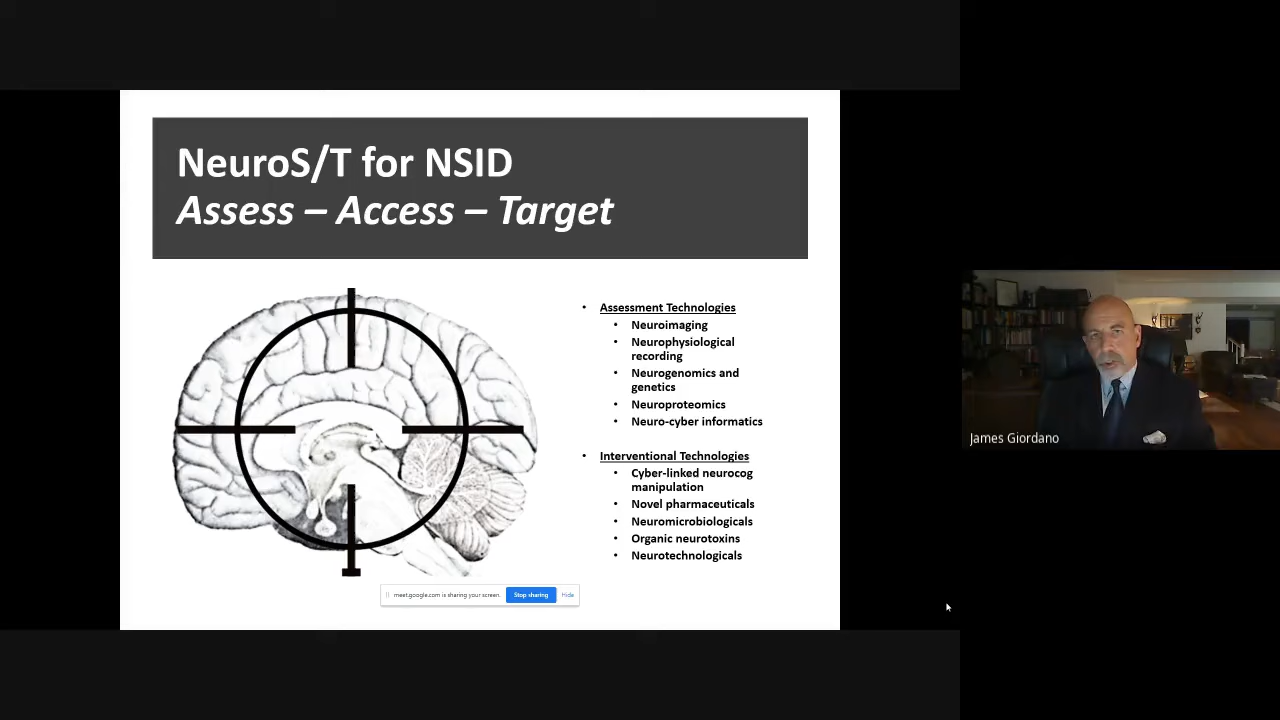 NeuroS/T for NSID
Assess – Access – Target
• Assessment Technologies
• Neuroimaging
• Neurophysiological
recording
• Neurogenomics and
genetics
• Neuroproteomics
• Neuro-cyber informatics
• Interventional Technologies
• Cyber-linked neurocog
manipulation
• Novel pharmaceuticals
• Neuromicrobiologicals
• Organic neurotoxins
• Neurotechnologicals
meet.google.com is sharing your screen. Stop sharing Hide
James Giordano